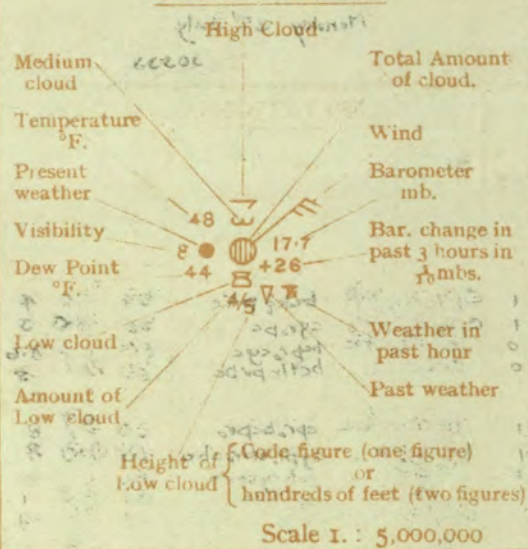 High Cloud
Medium cloud
Total Amount of cloud.
Temperature °F.
Wind
Present weather
Barometer mb.
48
Visibility
8
17·7
Bar. change in past 3 hours in 1/10 mbs.
Dew Point °F.
44
+26
4/5
Low cloud
Weather in past hour
Amount of Low cloud
Past weather
Height of Low cloud
Code figure (one figure)
or
hundreds of feet (two figures)
Scale 1. : 5,000,000